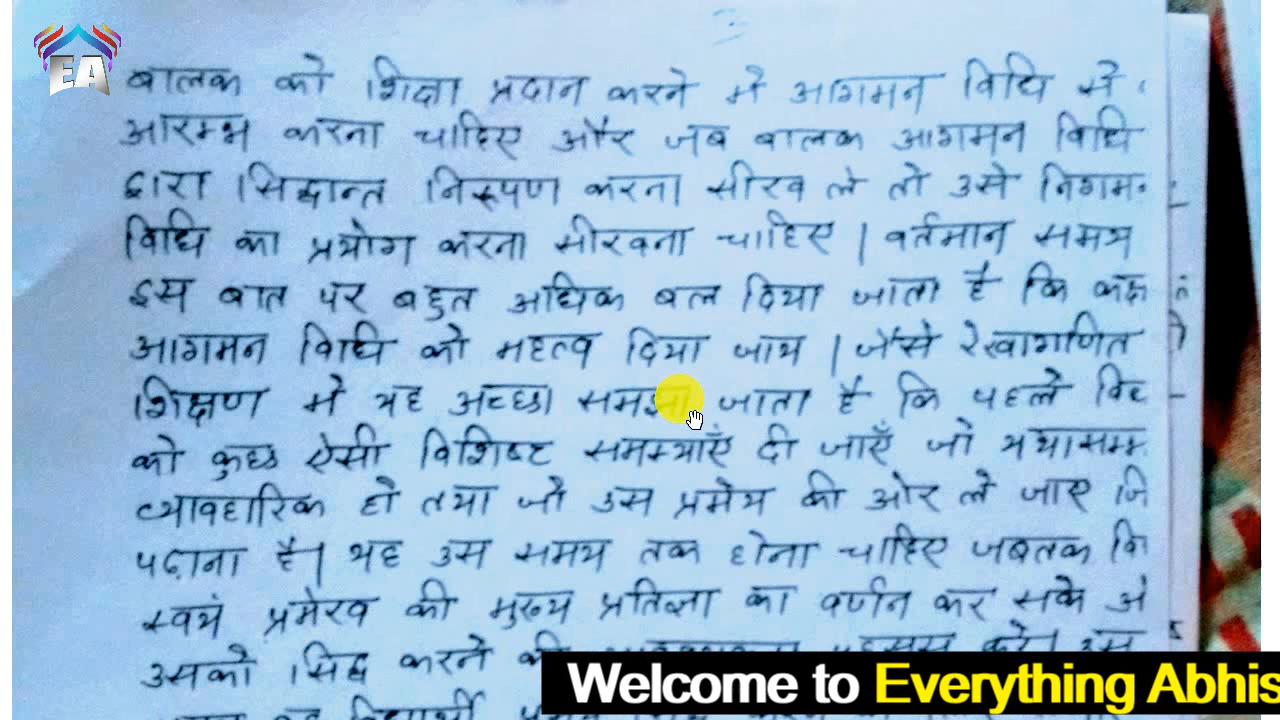 EA
बालक को शिक्षा प्रदान करने में आगमन विधि से
आरम्भ करना चाहिए और जब बालक आगमन विधि
द्वारा सिद्धान्त निरूपण करना सीख ले तो उसे निगमन
विधि का प्रयोग करना सीखना चाहिए। वर्तमान समय
इस बात पर बहुत अधिक बल दिया जाता है कि
आगमन विधि को महत्व दिया जाय। जैसे रेखागणित
शिक्षण में यह अच्छा समझा जाता है कि पहले
को कुछ ऐसी विशिष्ट समस्याएँ दी जाएँ जो
व्यावहारिक हो तथा जो उस प्रमेय की ओर ले जाए
पढ़ाना है। यह उस समय तक होना चाहिए जबतक
स्वयं प्रमेख की मुख्य प्रतिज्ञा का वर्णन कर सके
उसको सिद्ध करने की
Welcome to Everything Abhis